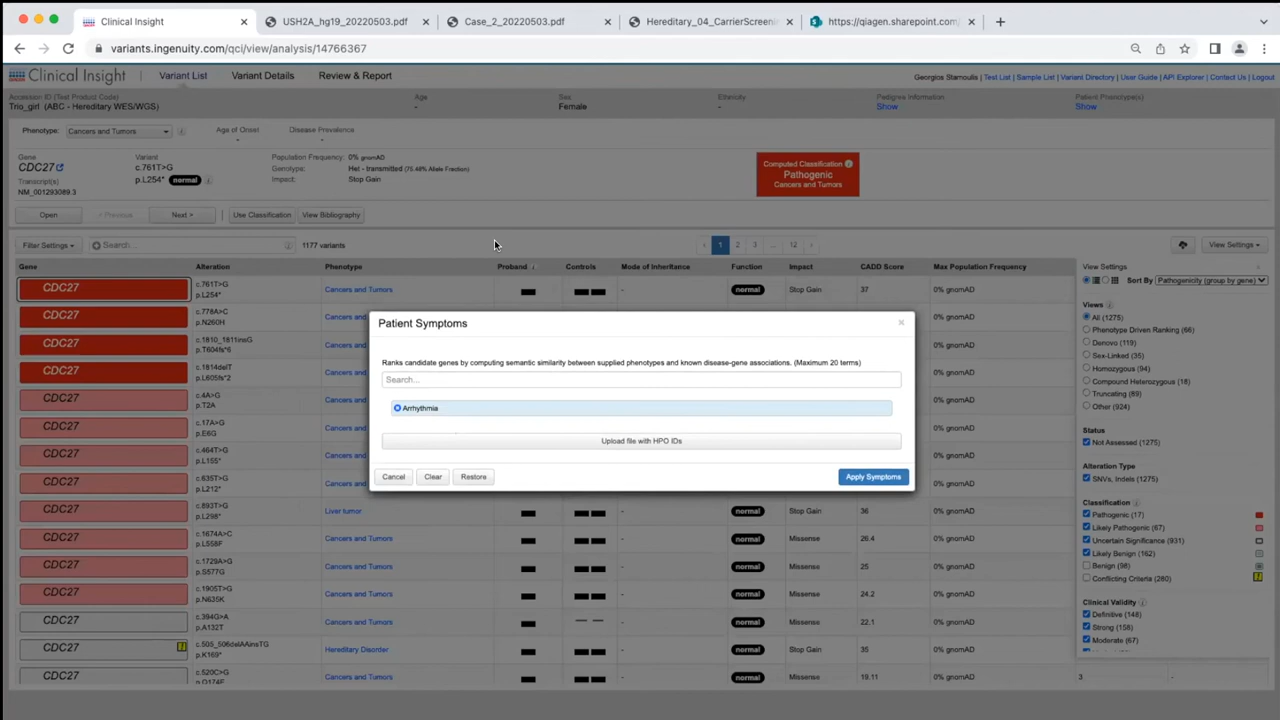 Clinical Insight
USH2A_hg19_20220503.pdf
Case_2_20220503.pdf
Hereditary_04_CarrierScreenin
https://qiagen.sharepoint.com/
variants.ingenuity.com/qci/view/analysis/14766367
Clinical Insight Variant List Variant Details Review & Report
Georgios Stamoulis | Test List | Sample List | Variant Directory | User Guide | API Explorer | Contact Us | Logout
Accession ID (Test Product Code) Age Sex Ethnicity Pedigree Information Patient Phenotype(s)
Trio_girl (ABC - Hereditary WES/WGS) - Female - Show Show
Phenotype: Cancers and Tumors Age of Onset Disease Prevalence
- -
Gene Variant Population Frequency: 0% gnomAD
CDC27 c.761T>G Genotype: Het - transmitted (75.48% Allele Fraction)
p.L254* normal Impact: Stop Gain
Transcript(s)
NM_001293089.3
Computed Classification
Pathogenic
Cancers and Tumors
Open < Previous Next > Use Classification View Bibliography
Filter Settings Search... 1177 variants ‹ 1 2 3 ... 12 › View Settings
Gene Alteration Phenotype Proband Controls Mode of Inheritance Function Impact CADD Score Max Population Frequency
CDC27 c.761T>G Cancers and Tumors - normal Stop Gain 37 0% gnomAD
p.L254*
CDC27 c.778A>C
p.N260H
CDC27 c.1810_1811insG
p.T604fs*6
CDC27 c.1814delT
p.L605fs*2
CDC27 c.4A>G
p.T2A
CDC27 c.17A>G
p.E6G
CDC27 c.464T>G
p.L155*
CDC27 c.635T>G
p.L212*
CDC27 c.893T>G Liver tumor - normal Stop Gain 36 0% gnomAD
p.L298*
CDC27 c.1674A>C Cancers and Tumors - normal Missense 26.4 0% gnomAD
p.L558F
CDC27 c.1729A>G Cancers and Tumors - normal Missense 25 0% gnomAD
p.S577G
CDC27 c.1905T>G Cancers and Tumors - normal Missense 24.2 0% gnomAD
p.N635K
CDC27 c.394G>A Cancers and Tumors - normal Missense 22.1 0% gnomAD
p.A132T
CDC27 c.505_506delAAinsTG Hereditary Disorder - normal Stop Gain 35 0% gnomAD
p.K169*
CDC27 c.520C>G Cancers and Tumors - normal Missense 19.11 0% gnomAD
3 -
Patient Symptoms ×
Ranks candidate genes by computing semantic similarity between supplied phenotypes and known disease-gene associations. (Maximum 20 terms)
Search...
Arrhythmia
Upload file with HPO IDs
Cancel Clear Restore Apply Symptoms
View Settings
Sort By Pathogenicity (group by gene)
Views
All (1275)
Phenotype Driven Ranking (66)
Denovo (119)
Sex-Linked (35)
Homozygous (94)
Compound Heterozygous (18)
Truncating (89)
Other (924)
Status
Not Assessed (1275)
Alteration Type
SNVs, Indels (1275)
Classification
Pathogenic (17)
Likely Pathogenic (67)
Uncertain Significance (931)
Likely Benign (162)
Benign (98)
Conflicting Criteria (280)
Clinical Validity
Definitive (148)
Strong (158)
Moderate (67)